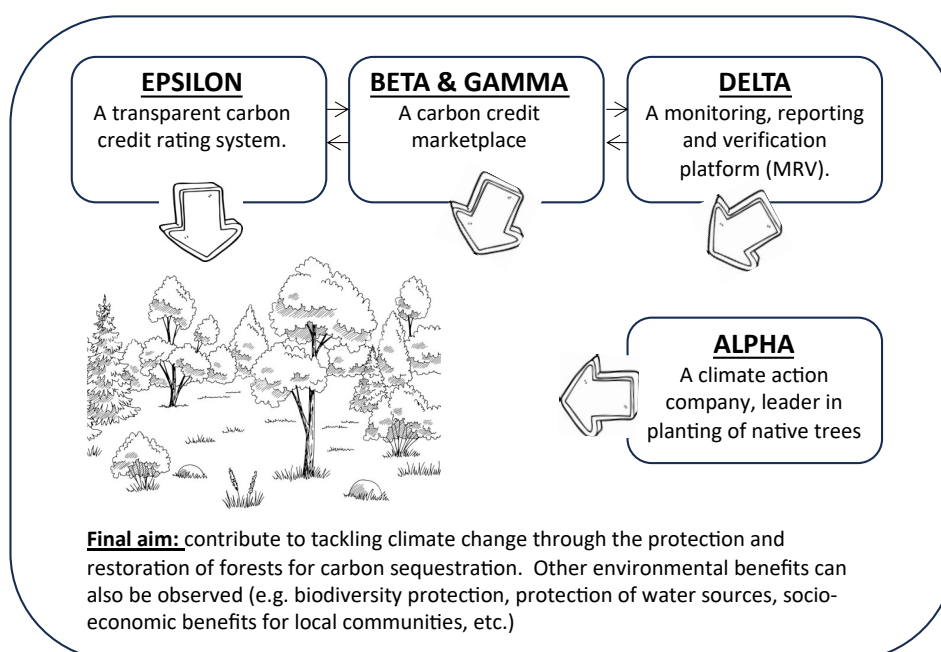 EPSILON
A transparent carbon
credit rating system.
BETA & GAMMA
A carbon credit
marketplace
DELTA
A monitoring, reporting
and verification
platform (MRV).
ALPHA
A climate action
company, leader in
planting of native trees
Final aim: contribute to tackling climate change through the protection and
restoration of forests for carbon sequestration. Other environmental benefits can
also be observed (e.g. biodiversity protection, protection of water sources, socio-
economic benefits for local communities, etc.)